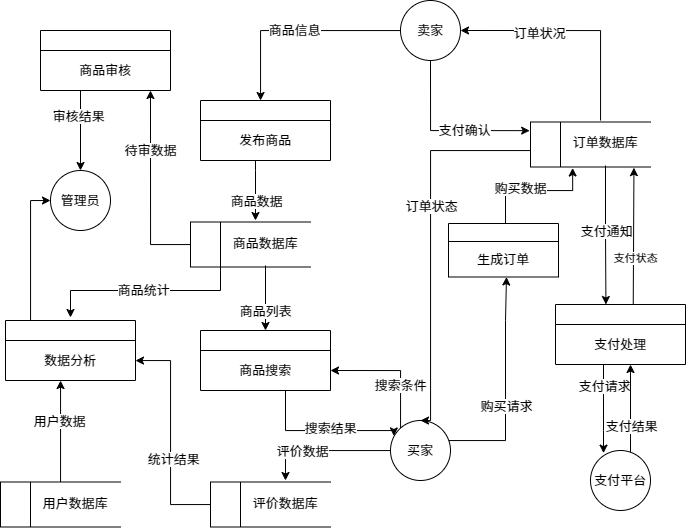 商品信息
卖家
订单状况
商品审核
审核结果
待审数据
发布商品
支付确认
订单数据库
管理员
商品数据
订单状态
购买数据
商品数据库
支付通知
生成订单
支付状态
商品统计
商品列表
数据分析
商品搜索
支付处理
搜索条件
支付请求
购买请求
用户数据
搜索结果
支付结果
评价数据
买家
统计结果
支付平台
用户数据库
评价数据库